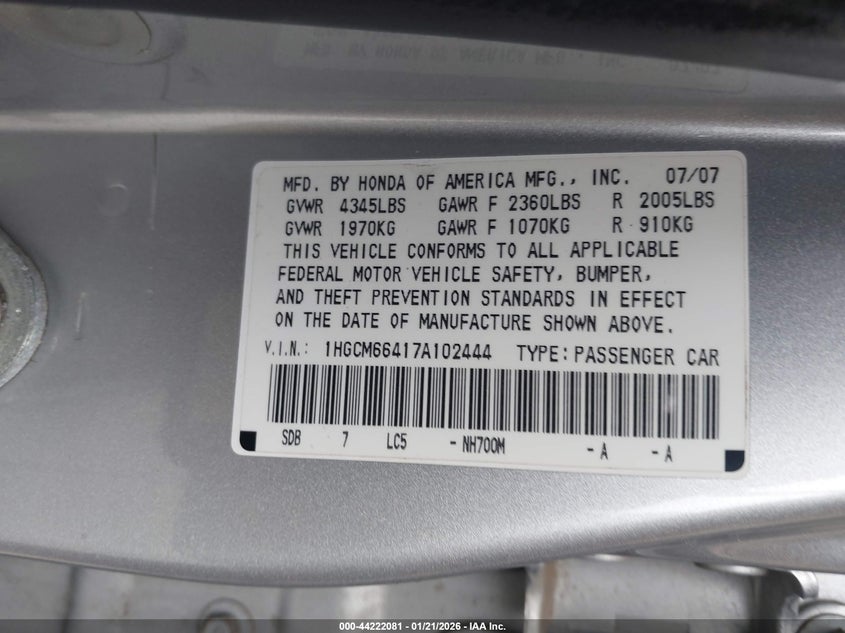 MFD. BY HONDA OF AMERICA MFG., INC. 07/07
GVWR 4345LBS GAWR F 2360LBS R 2005LBS
GVWR 1970KG GAWR F 1070KG R 910KG
THIS VEHICLE CONFORMS TO ALL APPLICABLE
FEDERAL MOTOR VEHICLE SAFETY, BUMPER,
AND THEFT PREVENTION STANDARDS IN EFFECT
ON THE DATE OF MANUFACTURE SHOWN ABOVE.
V.I.N.: 1HGCM66417A102444 TYPE: PASSENGER CAR
SDB 7 LC5 - NH700M - A - A
000-44222081 - 01/21/2026 - IAA Inc.